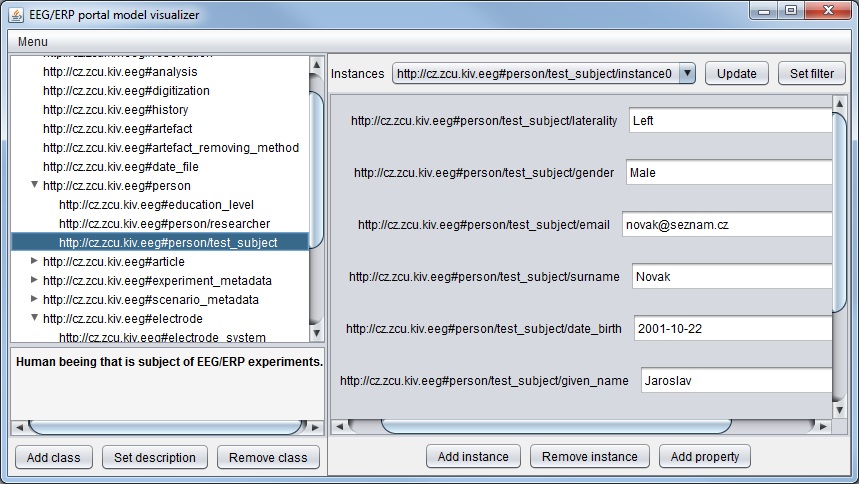 EEG/ERP portal model visualizer
Menu
http://cz.zcu.kiv.eeg#reservation
http://cz.zcu.kiv.eeg#analysis
http://cz.zcu.kiv.eeg#digitization
http://cz.zcu.kiv.eeg#history
http://cz.zcu.kiv.eeg#artefact
http://cz.zcu.kiv.eeg#artefact_removing_method
http://cz.zcu.kiv.eeg#date_file
http://cz.zcu.kiv.eeg#person
http://cz.zcu.kiv.eeg#education_level
http://cz.zcu.kiv.eeg#person/researcher
http://cz.zcu.kiv.eeg#person/test_subject
http://cz.zcu.kiv.eeg#article
http://cz.zcu.kiv.eeg#experiment_metadata
http://cz.zcu.kiv.eeg#scenario_metadata
http://cz.zcu.kiv.eeg#electrode
http://cz.zcu.kiv.eeg#electrode_system
Human beeing that is subject of EEG/ERP experiments.
Add class Set description Remove class
Instances http://cz.zcu.kiv.eeg#person/test_subject/instance0 Update Set filter
http://cz.zcu.kiv.eeg#person/test_subject/laterality Left
http://cz.zcu.kiv.eeg#person/test_subject/gender Male
http://cz.zcu.kiv.eeg#person/test_subject/email novak@seznam.cz
http://cz.zcu.kiv.eeg#person/test_subject/surname Novak
http://cz.zcu.kiv.eeg#person/test_subject/date_birth 2001-10-22
http://cz.zcu.kiv.eeg#person/test_subject/given_name Jaroslav
Add instance Remove instance Add property